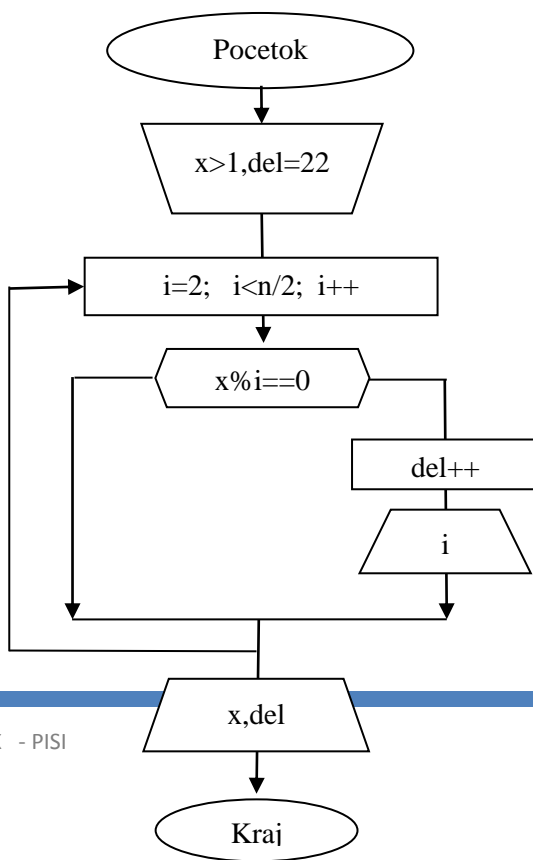 Pocetok
x>1,del=22
i=2; i<n/2; i++
x%i==0
del++
i
x,del
- PISI
Kraj